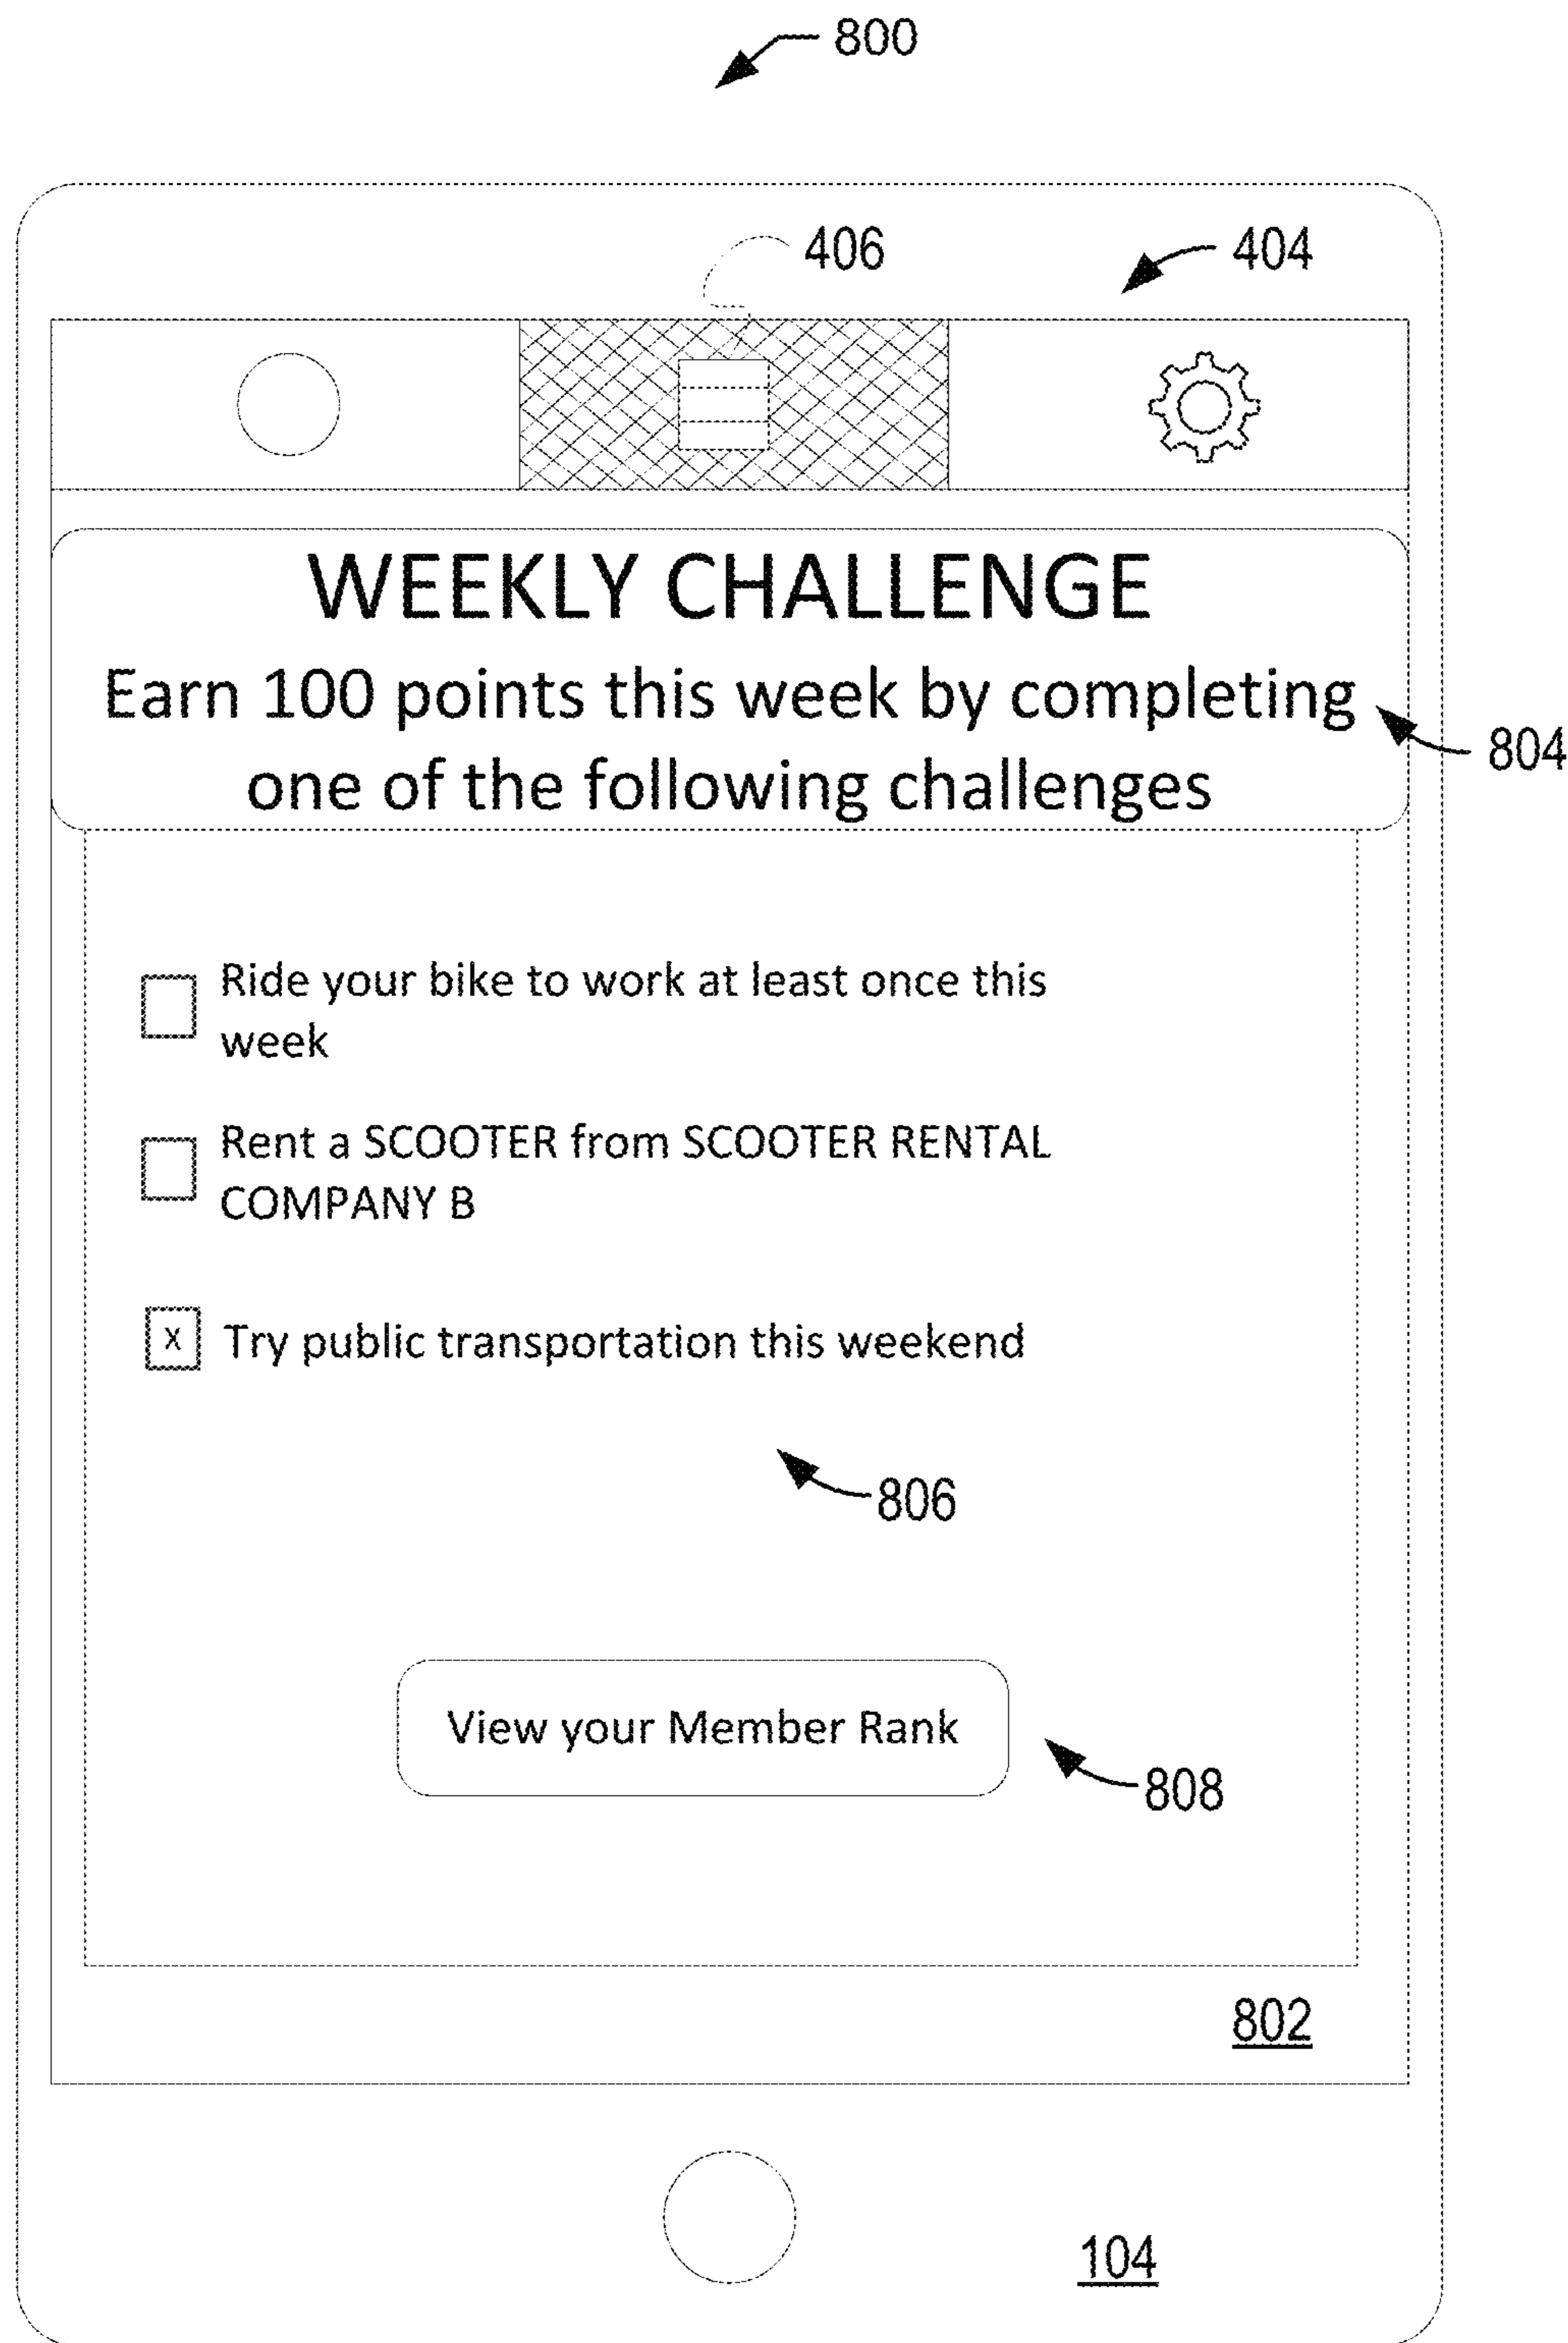 800
406
404
WEEKLY CHALLENGE
Earn 100 points this week by completing
one of the following challenges
804
Ride your bike to work at least once this
week
Rent a SCOOTER from SCOOTER RENTAL
COMPANY B
x Try public transportation this weekend
806
View your Member Rank
808
802
104